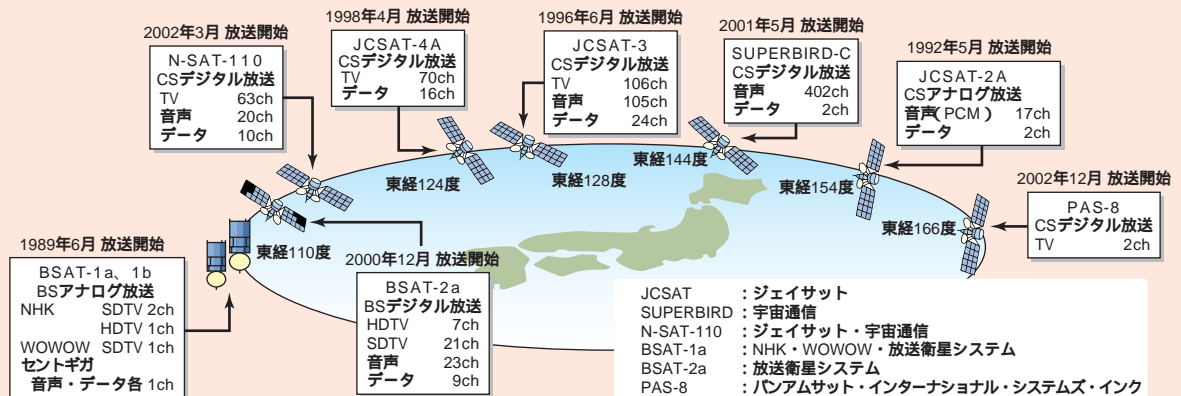 2002年3月 放送開始
N-SAT-110
CSデジタル放送
TV 63ch
音声 20ch
データ 10ch
1998年4月 放送開始
JCSAT-4A
CSデジタル放送
TV 70ch
データ 16ch
1996年6月 放送開始
JCSAT-3
CSデジタル放送
TV 106ch
音声 105ch
データ 24ch
2001年5月 放送開始
SUPERBIRD-C
CSデジタル放送
音声 402ch
データ 2ch
1992年5月 放送開始
JCSAT-2A
CSアナログ放送
音声(PCM) 17ch
データ 2ch
2002年12月 放送開始
PAS-8
CSデジタル放送
TV 2ch
東経110度
東経124度
東経128度
東経144度
東経154度
東経166度
1989年6月 放送開始
BSAT-1a、1b
BSアナログ放送
NHK SDTV 2ch
HDTV 1ch
WOWOW SDTV 1ch
セントギガ
音声・データ各 1ch
2000年12月 放送開始
BSAT-2a
BSデジタル放送
HDTV 7ch
SDTV 21ch
音声 23ch
データ 9ch
JCSAT :ジェイサット
SUPERBIRD :宇宙通信
N-SAT-110 :ジェイサット・宇宙通信
BSAT-1a :NHK・WOWOW・放送衛星システム
BSAT-2a :放送衛星システム
PAS-8 :パンアムサット・インターナショナル・システムズ・インク